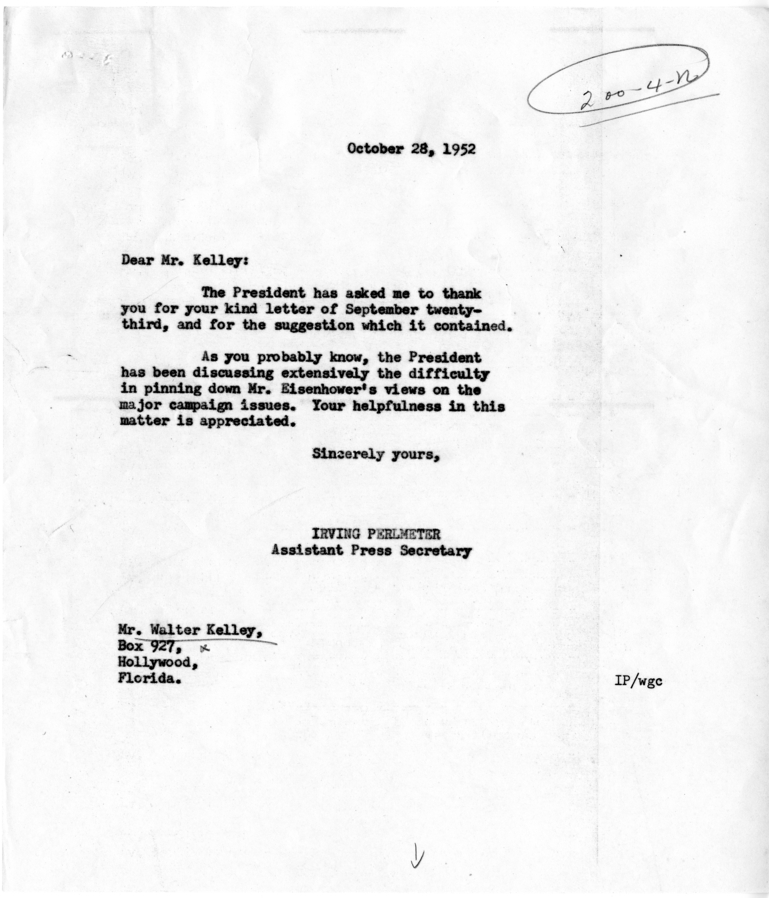 200-4-
October 28, 1952
Dear Mr. Kelley:
The President has asked me to thank
you for your kind letter of September twenty-
third, and for the suggestion which it contained.
As you probably know, the President
has been discussing extensively the difficulty
in pinning down Mr. Eisenhower's views on the
major campaign issues. Your helpfulness in this
matter is appreciated.
Sincerely yours,
IRVING PERLMETER
Assistant Press Secretary
Mr. Walter Kelley,
Box 927,
Hollywood,
Florida.
IP/wgc